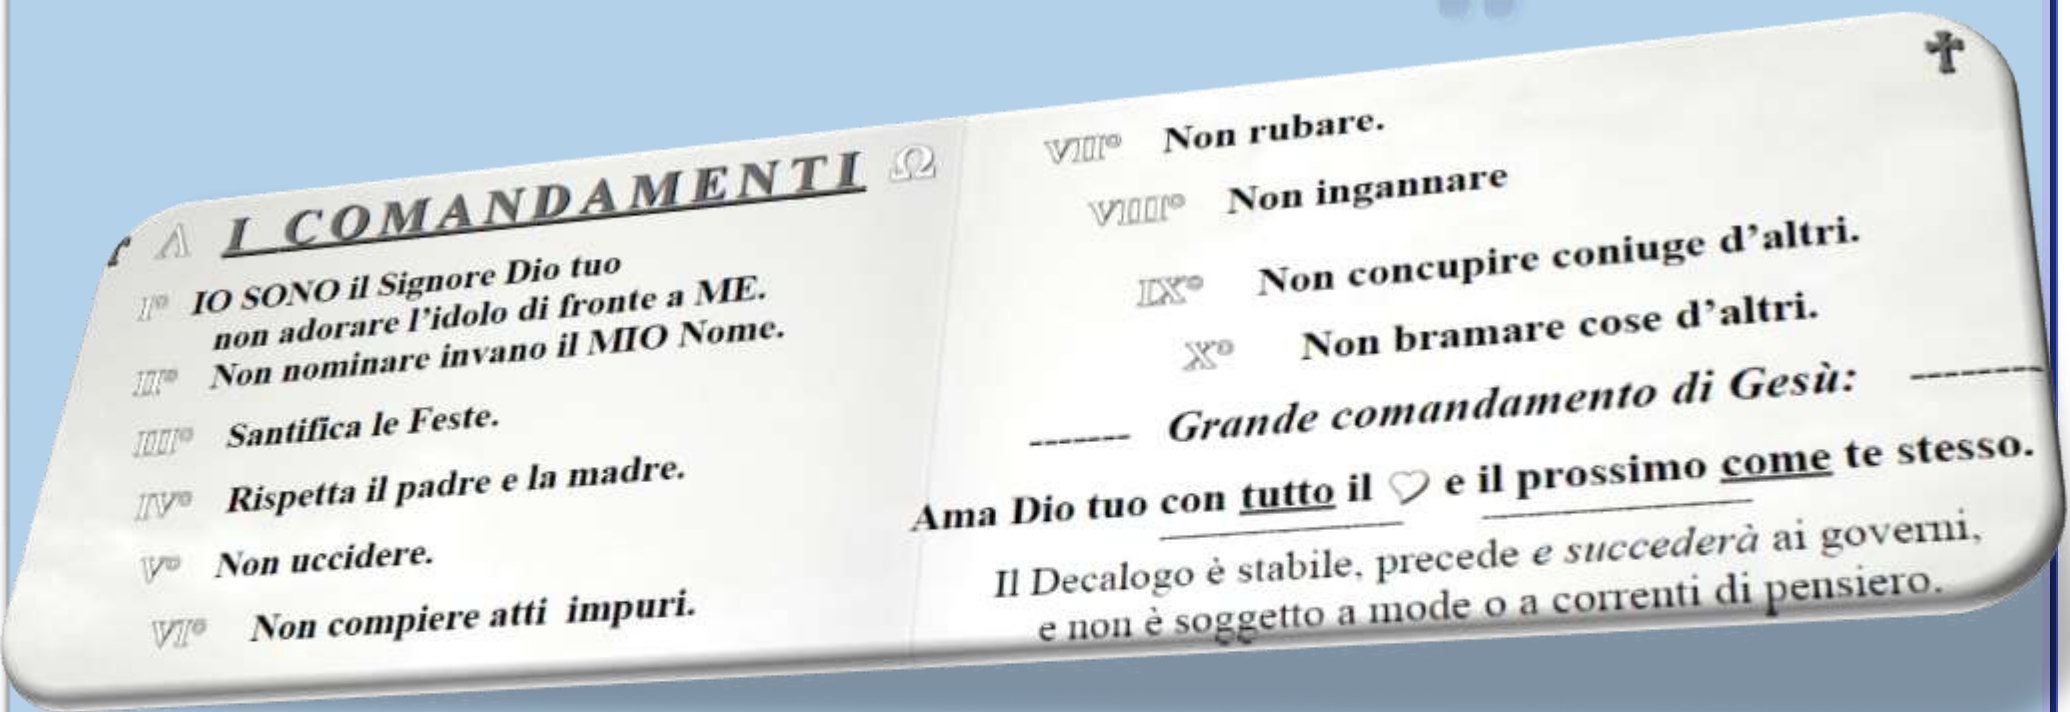 Α I COMANDAMENTI Ω
I° IO SONO il Signore Dio tuo
non adorare l’idolo di fronte a ME.
II° Non nominare invano il MIO Nome.
III° Santifica le Feste.
IV° Rispetta il padre e la madre.
V° Non uccidere.
VI° Non compiere atti impuri.
VII° Non rubare.
VIIII° Non ingannare
IX° Non concupire coniuge d’altri.
X° Non bramare cose d’altri.
------- Grande comandamento di Gesù: --------
Ama Dio tuo con tutto il ♡ e il prossimo come te stesso.
Il Decalogo è stabile, precede e succederà ai governi,
e non è soggetto a mode o a correnti di pensiero.